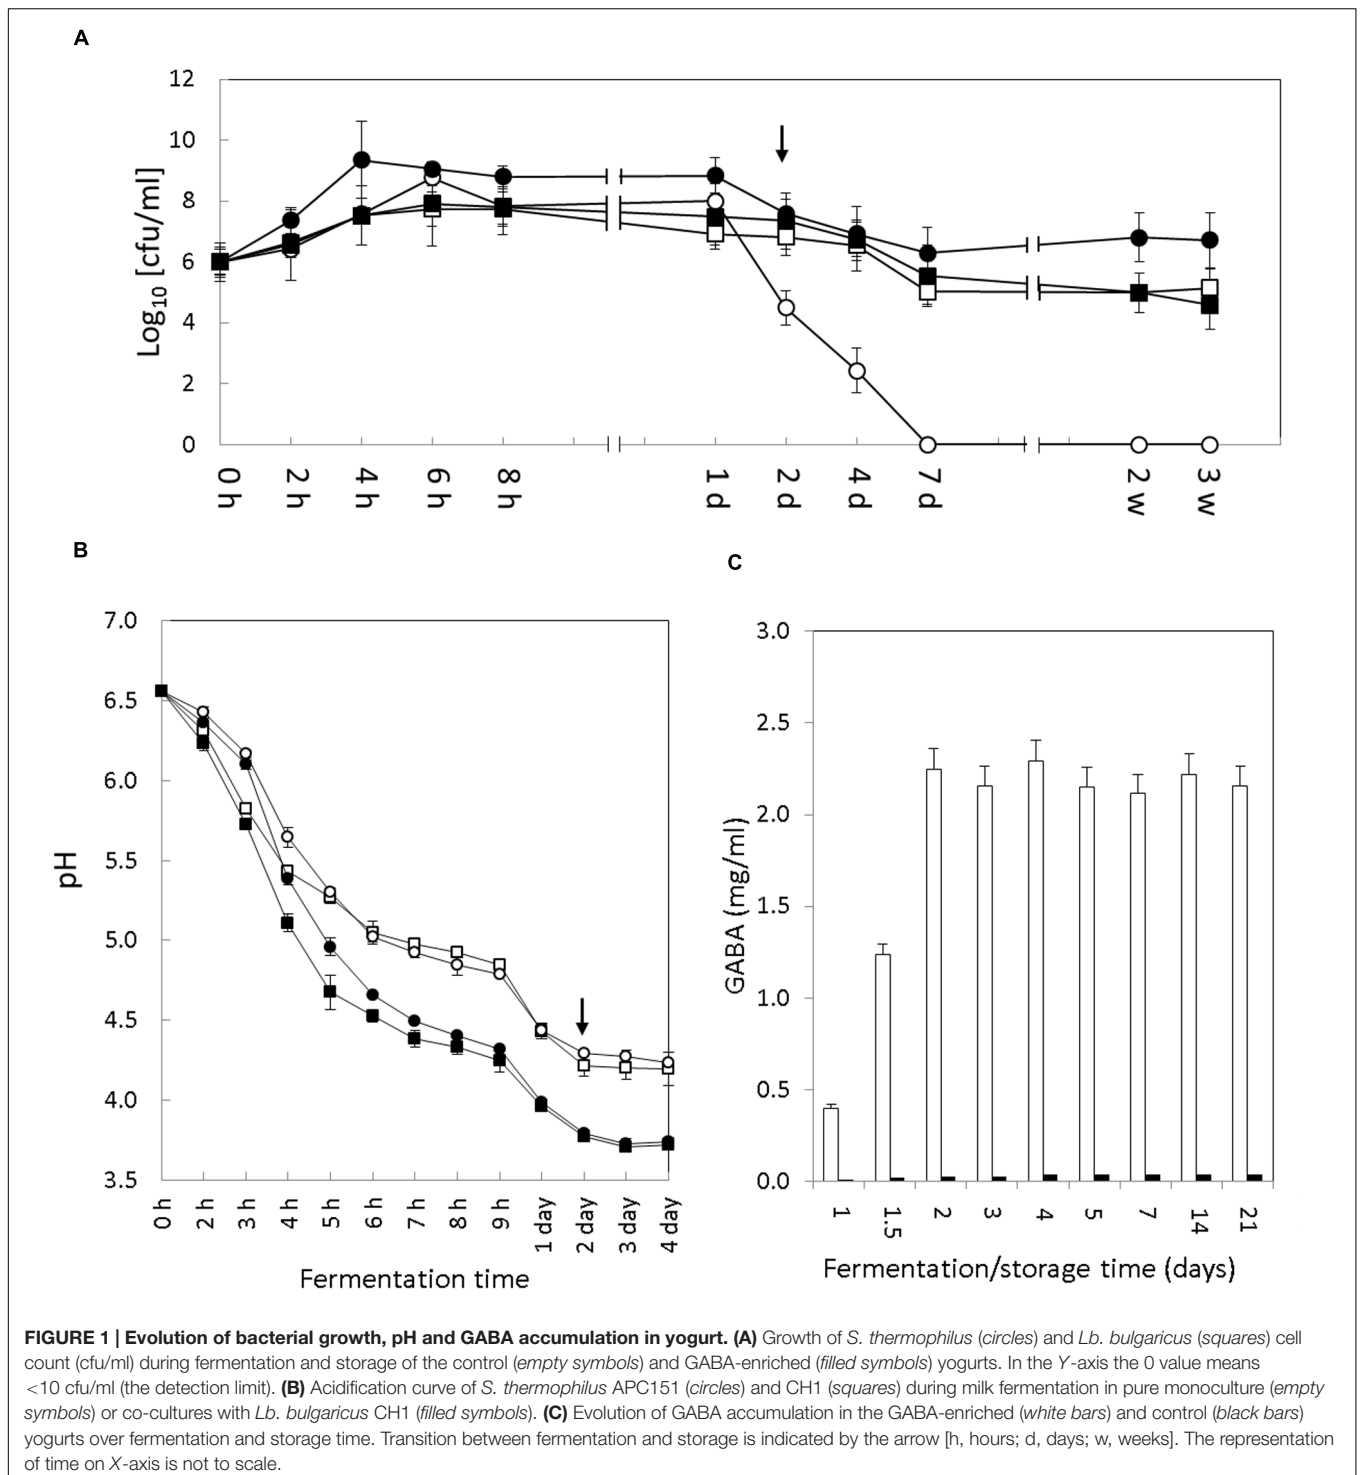 A
12
10
8
6
4
2
0
Log10 [cfu/ml]
0 h
2 h
4 h
6 h
8 h
1 d
2 d
4 d
7 d
2 w
3 w
B
7.0
6.5
6.0
5.5
5.0
4.5
4.0
3.5
pH
0 h
2 h
3 h
4 h
5 h
6 h
7 h
8 h
9 h
1 day
2 day
3 day
4 day
Fermentation time
C
3.0
2.5
2.0
1.5
1.0
0.5
0.0
GABA (mg/ml)
1
1.5
2
3
4
5
7
14
21
Fermentation/storage time (days)
FIGURE 1 | Evolution of bacterial growth, pH and GABA accumulation in yogurt. (A) Growth of S. thermophilus (circles) and Lb. bulgaricus (squares) cell
count (cfu/ml) during fermentation and storage of the control (empty symbols) and GABA-enriched (filled symbols) yogurts. In the Y-axis the 0 value means
<10 cfu/ml (the detection limit). (B) Acidification curve of S. thermophilus APC151 (circles) and CH1 (squares) during milk fermentation in pure monoculture (empty
symbols) or co-cultures with Lb. bulgaricus CH1 (filled symbols). (C) Evolution of GABA accumulation in the GABA-enriched (white bars) and control (black bars)
yogurts over fermentation and storage time. Transition between fermentation and storage is indicated by the arrow [h, hours; d, days; w, weeks]. The representation
of time on X-axis is not to scale.